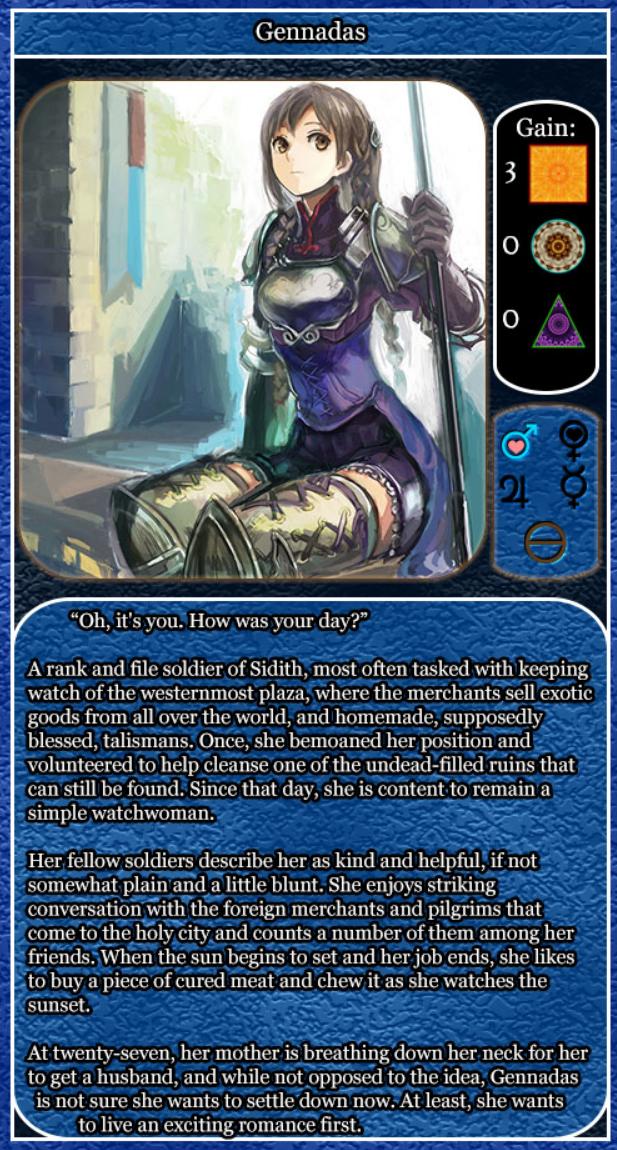 Gennadas
Gain:
3
0
0
“Oh, it's you. How was your day?”
A rank and file soldier of Sidith, most often tasked with keeping
watch of the westernmost plaza, where the merchants sell exotic
goods from all over the world, and homemade, supposedly
blessed, talismans. Once, she bemoaned her position and
volunteered to help cleanse one of the undead-filled ruins that
can still be found. Since that day, she is content to remain a
simple watchwoman.
Her fellow soldiers describe her as kind and helpful, if not
somewhat plain and a little blunt. She enjoys striking
conversation with the foreign merchants and pilgrims that
come to the holy city and counts a number of them among her
friends. When the sun begins to set and her job ends, she likes
to buy a piece of cured meat and chew it as she watches the
sunset.
At twenty-seven, her mother is breathing down her neck for her
to get a husband, and while not opposed to the idea, Gennadas
is not sure she wants to settle down now. At least, she wants
to live an exciting romance first.